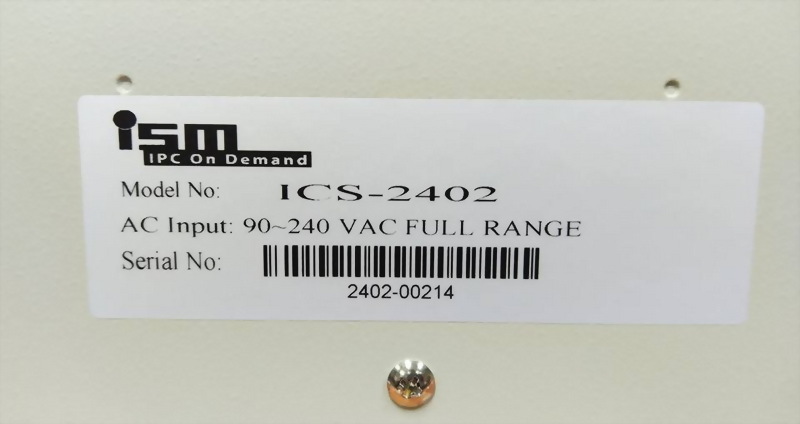 ism
IPC On Demand
Model No: ICS-2402
AC Input: 90~240 VAC FULL RANGE
Serial No:
2402-00214